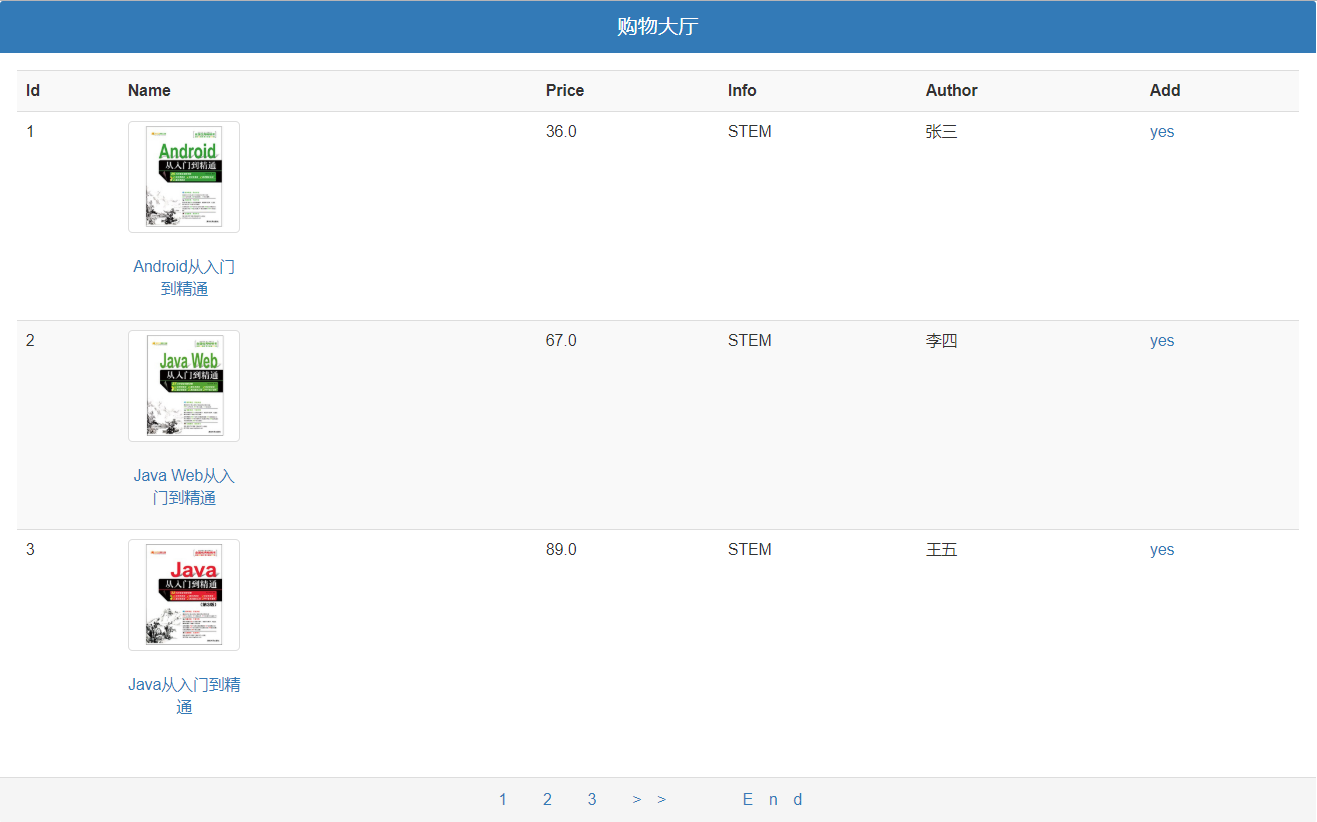 购物大厅
Id Name Price Info Author Add
1 36.0 STEM 张三 yes
Android
从入门到精通
Android从入门
到精通
2 67.0 STEM 李四 yes
Java Web
从入门到精通
Java Web从入
门到精通
3 89.0 STEM 王五 yes
Java
从入门到精通
(第3版)
Java从入门到精
通
1 2 3 > > E n d